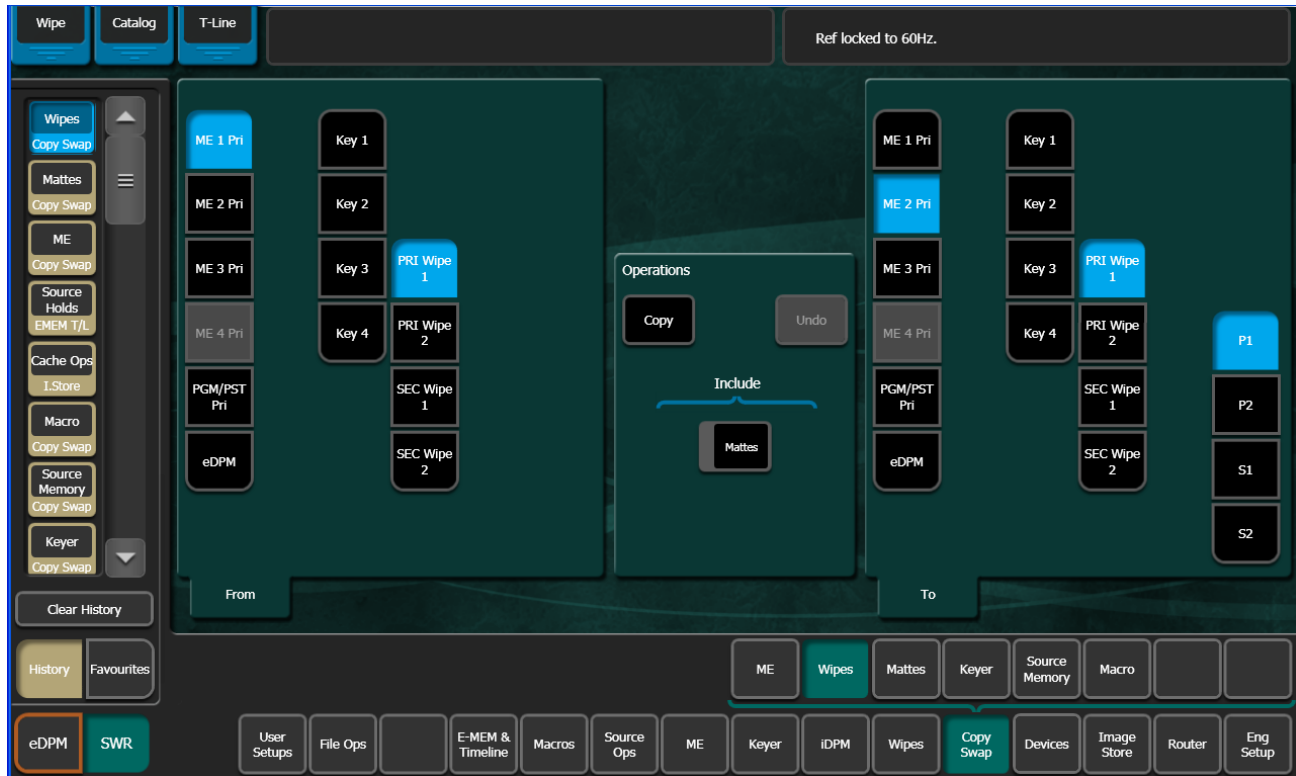 Wipe
Catalog
T-Line
Ref locked to 60Hz.
Wipes
Copy Swap
Mattes
Copy Swap
ME
Copy Swap
Source
Holds
EMEM T/L
Cache Ops
I.Store
Macro
Copy Swap
Source
Memory
Copy Swap
Keyer
Copy Swap
Clear History
History
Favourites
ME 1 Pri
ME 2 Pri
ME 3 Pri
ME 4 Pri
PGM/PST
Pri
eDPM
Key 1
Key 2
Key 3
Key 4
PRI Wipe
1
PRI Wipe
2
SEC Wipe
1
SEC Wipe
2
From
Operations
Copy
Undo
Include
Mattes
ME 1 Pri
ME 2 Pri
ME 3 Pri
ME 4 Pri
PGM/PST
Pri
eDPM
Key 1
Key 2
Key 3
Key 4
PRI Wipe
1
PRI Wipe
2
SEC Wipe
1
SEC Wipe
2
P1
P2
S1
S2
To
ME
Wipes
Mattes
Keyer
Source
Memory
Macro
eDPM
SWR
User
Setups
File Ops
E-MEM &
Timeline
Macros
Source
Ops
ME
Keyer
iDPM
Wipes
Copy
Swap
Devices
Image
Store
Router
Eng
Setup